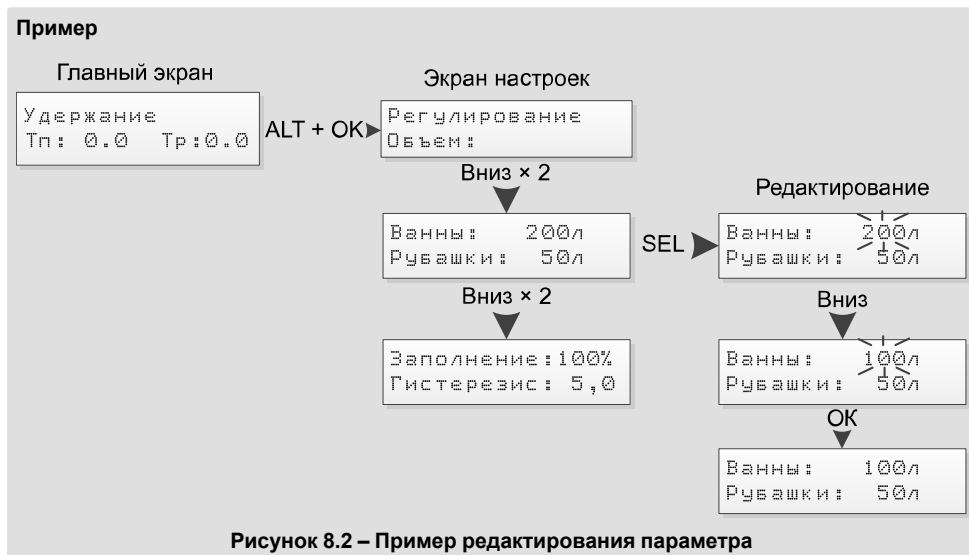 Пример
Главный экран
Удержание
Тп: 0.0 Тр:0.0
ALT + OK
Экран настроек
Регулирование
Объем:
Вниз × 2
Ванны: 200л
Рубашки: 50л
Вниз × 2
Заполнение:100%
Гистерезис: 5,0
SEL
Редактирование
Ванны: 200л
Рубашки: 50л
Вниз
Ванны: 100л
Рубашки: 50л
ОК
Ванны: 100л
Рубашки: 50л
Рисунок 8.2 – Пример редактирования параметра